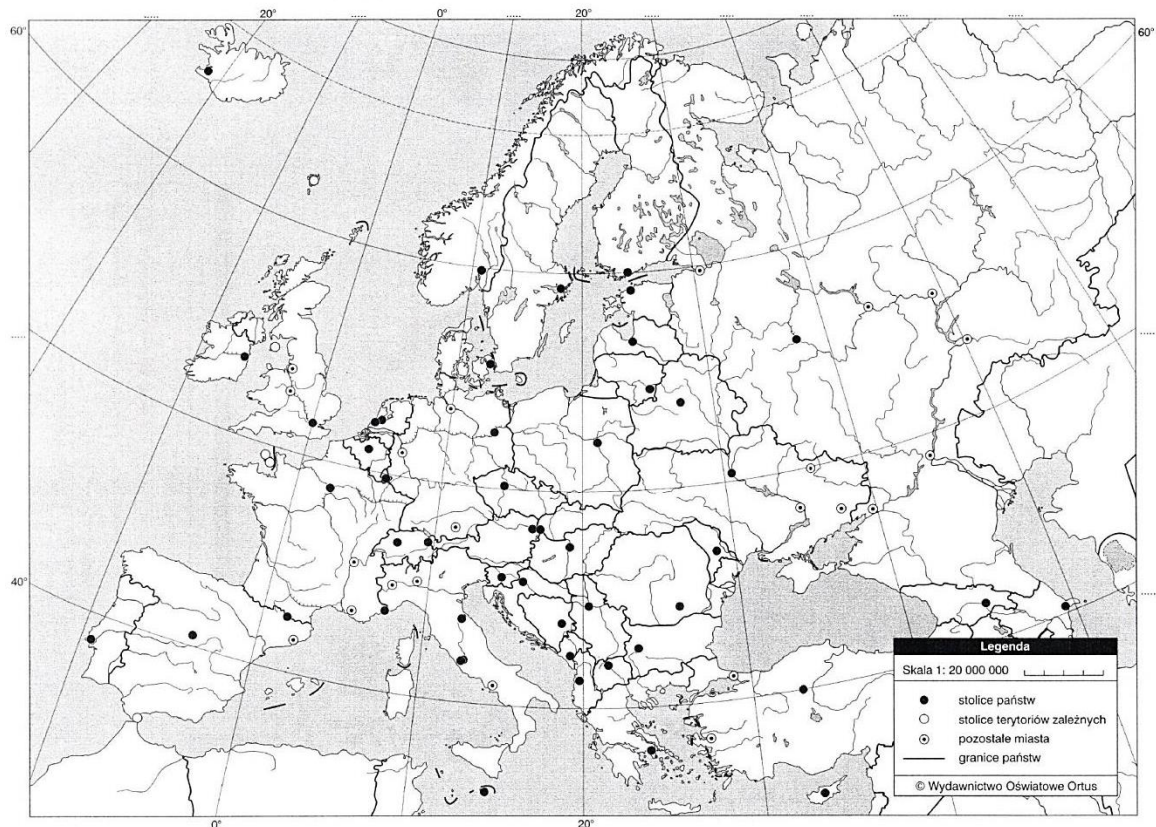 20° 0° 20°
60° 60°
40°
Legenda
Skala 1: 20 000 000
stolice państw
stolice terytoriów zależnych
pozostałe miasta
granice państw
© Wydawnictwo Oświatowe Ortus
0° 20°